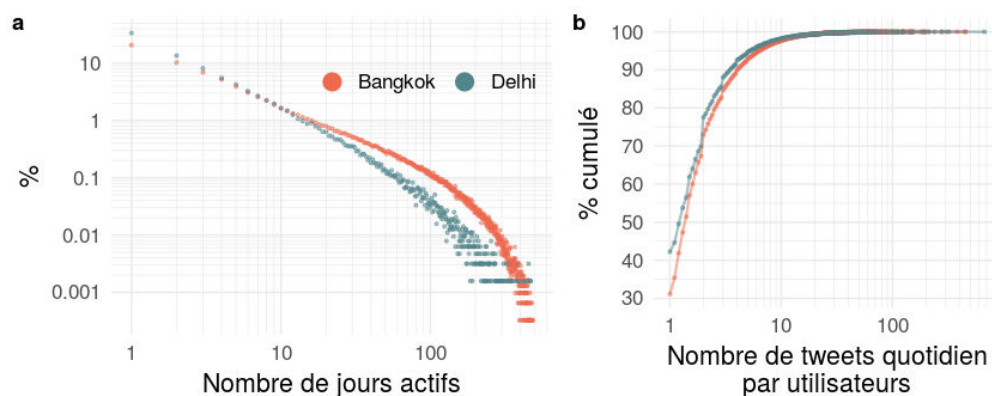 a
%
10
1
0.1
0.01
0.001
Bangkok
Delhi
1
10
100
Nombre de jours actifs
b
% cumulé
100
90
80
70
60
50
40
30
1
10
100
Nombre de tweets quotidien
par utilisateurs